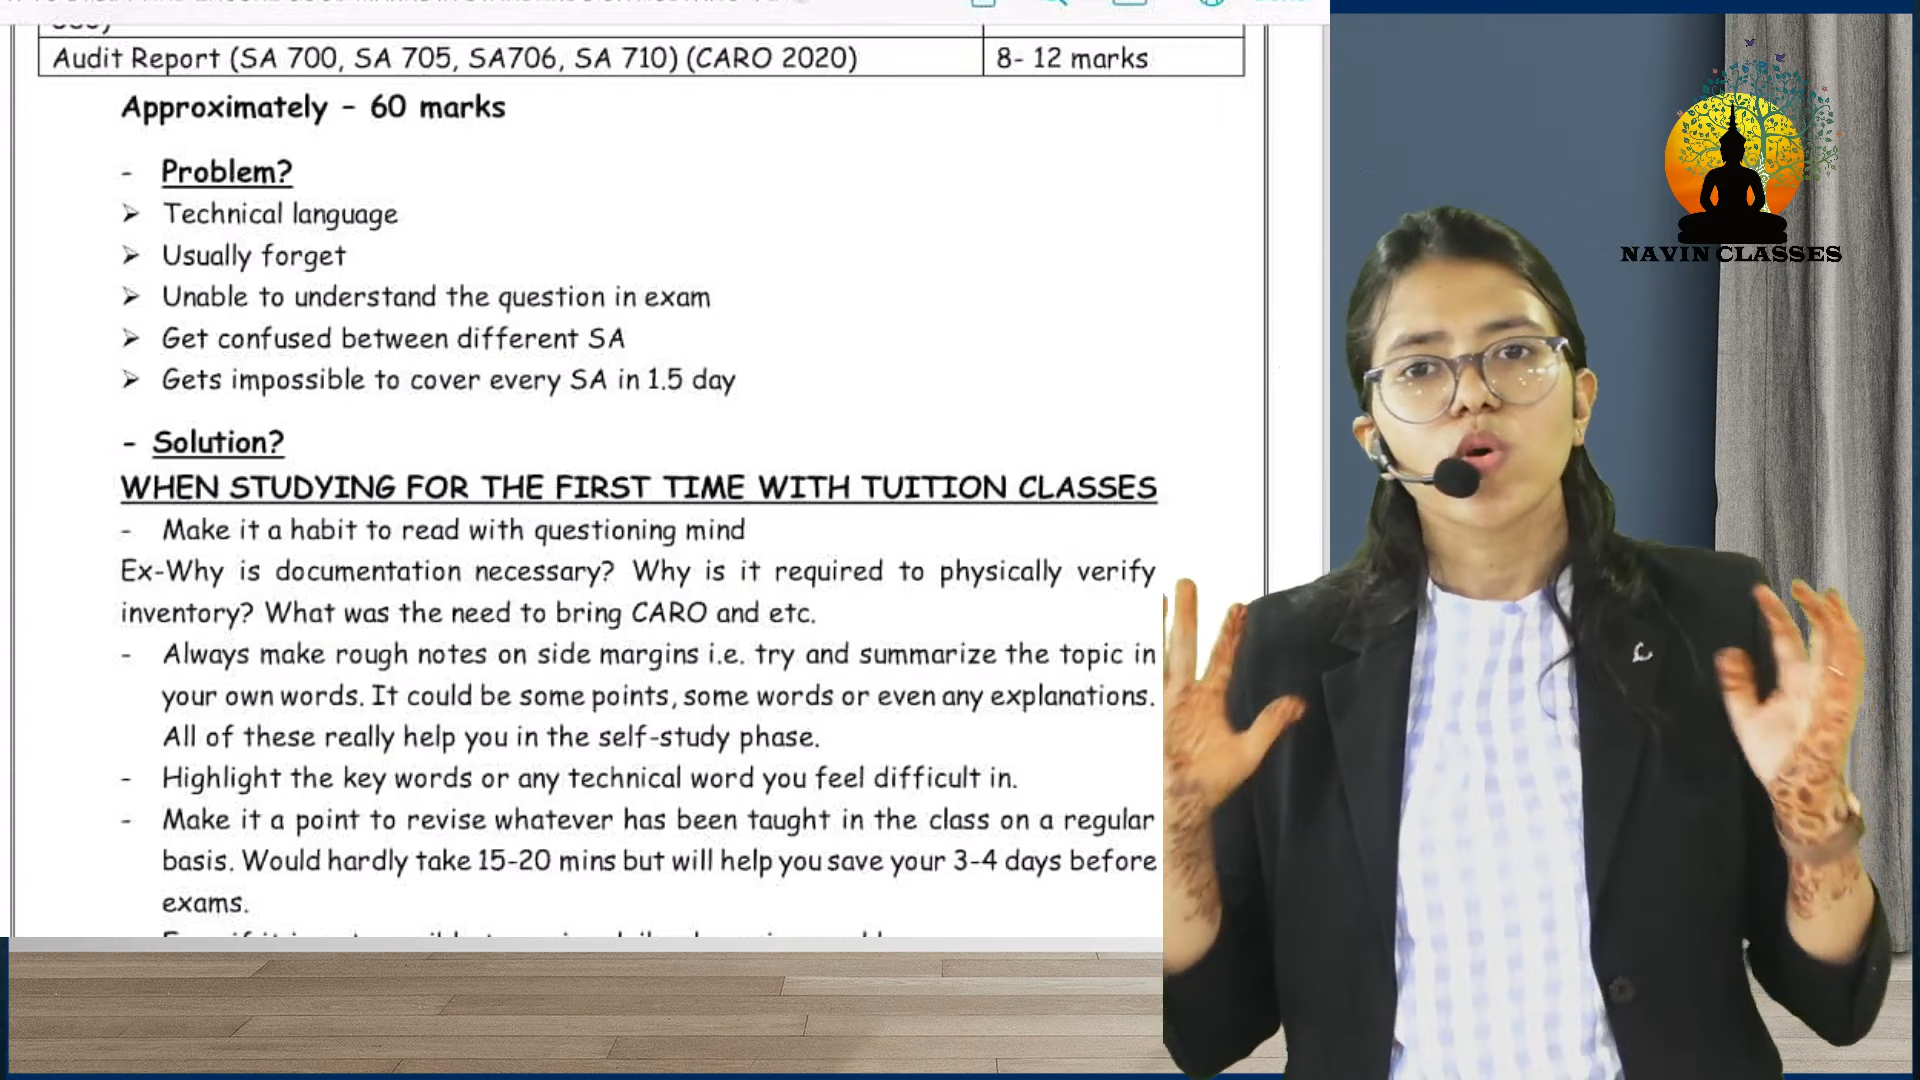 Audit Report (SA 700, SA 705, SA706, SA 710) (CARO 2020)
8- 12 marks
Approximately – 60 marks
- Problem?
➢ Technical language
➢ Usually forget
➢ Unable to understand the question in exam
➢ Get confused between different SA
➢ Gets impossible to cover every SA in 1.5 day
- Solution?
WHEN STUDYING FOR THE FIRST TIME WITH TUITION CLASSES
- Make it a habit to read with questioning mind
Ex-Why is documentation necessary? Why is it required to physically verify
inventory? What was the need to bring CARO and etc.
- Always make rough notes on side margins i.e. try and summarize the topic in
your own words. It could be some points, some words or even any explanations.
All of these really help you in the self-study phase.
- Highlight the key words or any technical word you feel difficult in.
- Make it a point to revise whatever has been taught in the class on a regular
basis. Would hardly take 15-20 mins but will help you save your 3-4 days before
exams.
NAVIN CLASSES